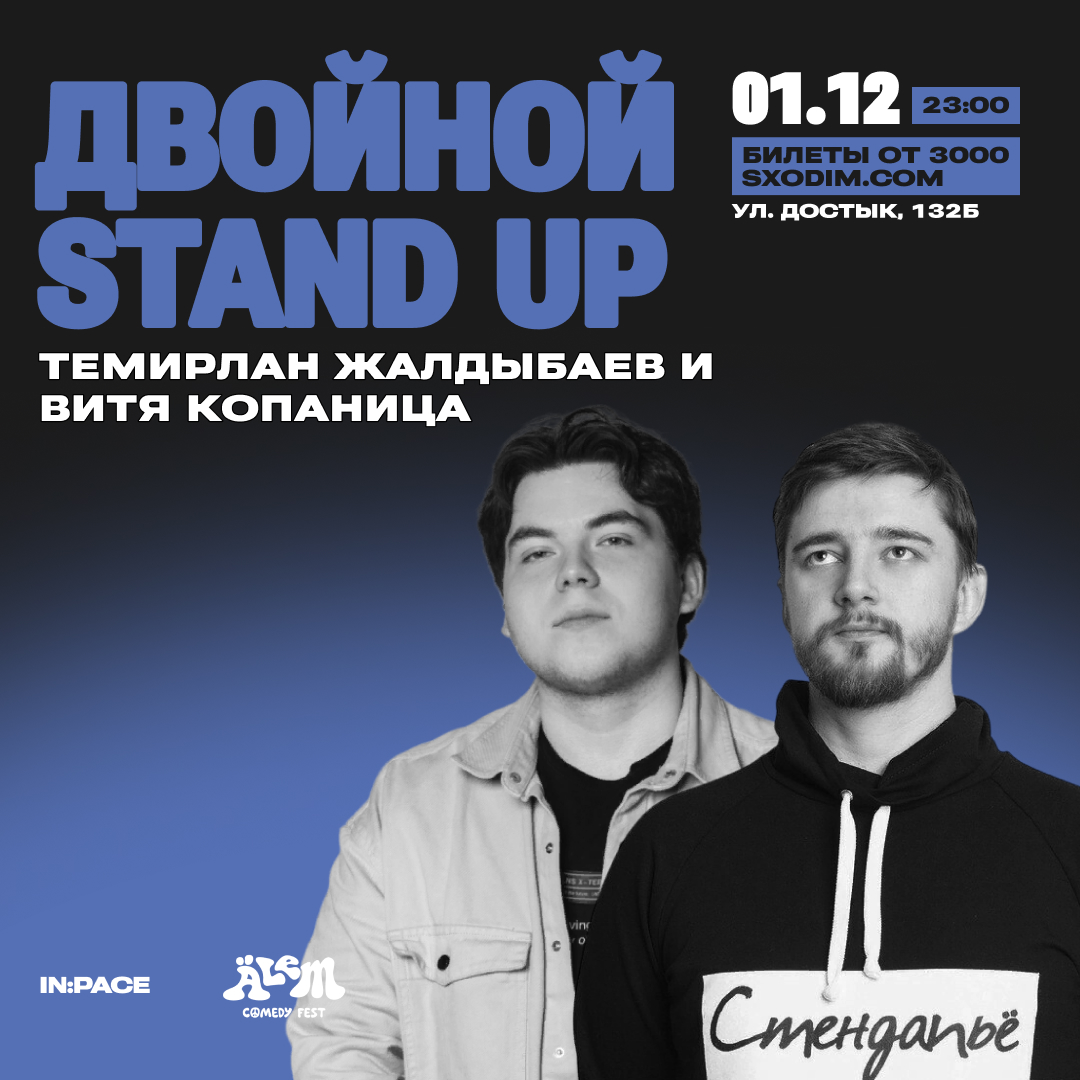 ДВОЙНОЙ
STAND UP
ТЕМИРЛАН ЖАЛДЫБАЕВ И
ВИТЯ КОПАНИЦА
01.12 23:00
БИЛЕТЫ ОТ 3000
SXODIM.COM
УЛ. ДОСТЫК, 132Б
Стендапьё
IN:PACE
ÄLEM
COMEDY FEST